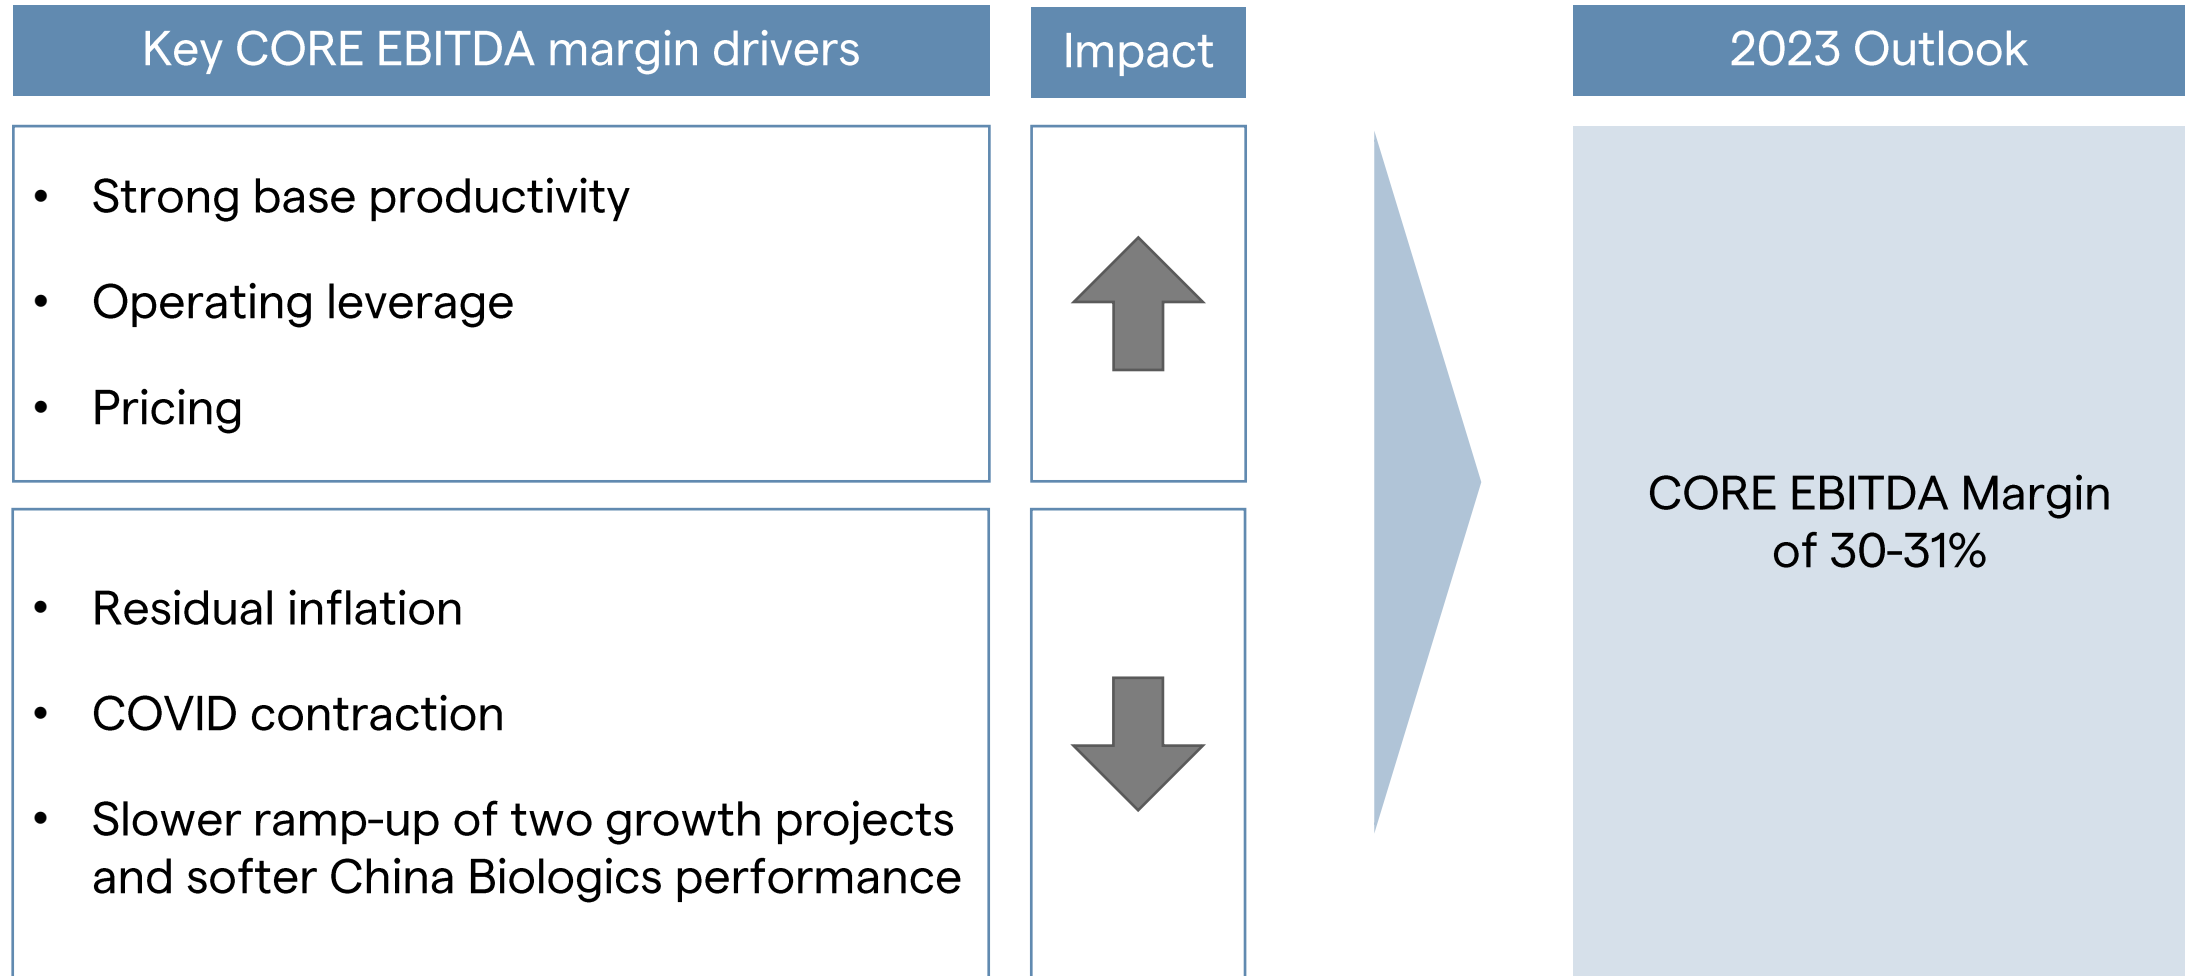 Key CORE EBITDA margin drivers
Impact
2023 Outlook
• Strong base productivity
• Operating leverage
• Pricing
• Residual inflation
• COVID contraction
• Slower ramp-up of two growth projects
and softer China Biologics performance
CORE EBITDA Margin
of 30-31%